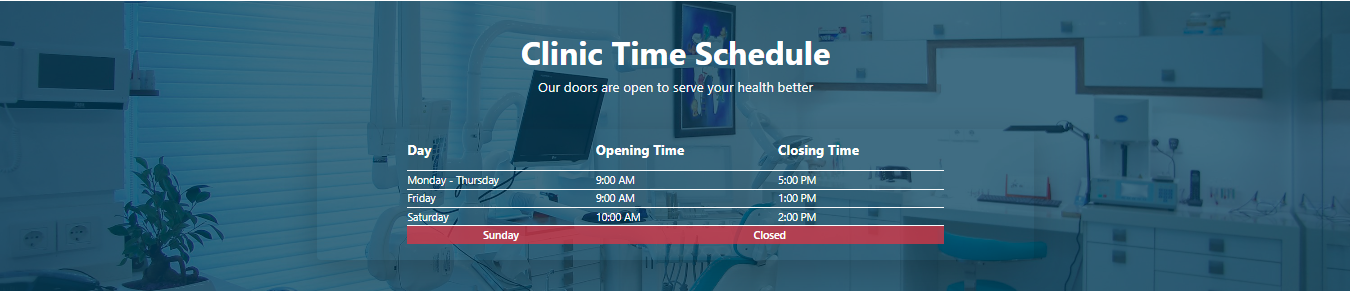 Clinic Time Schedule
Our doors are open to serve your health better
Day Opening Time Closing Time
Monday - Thursday 9:00 AM 5:00 PM
Friday 9:00 AM 1:00 PM
Saturday 10:00 AM 2:00 PM
Sunday Closed